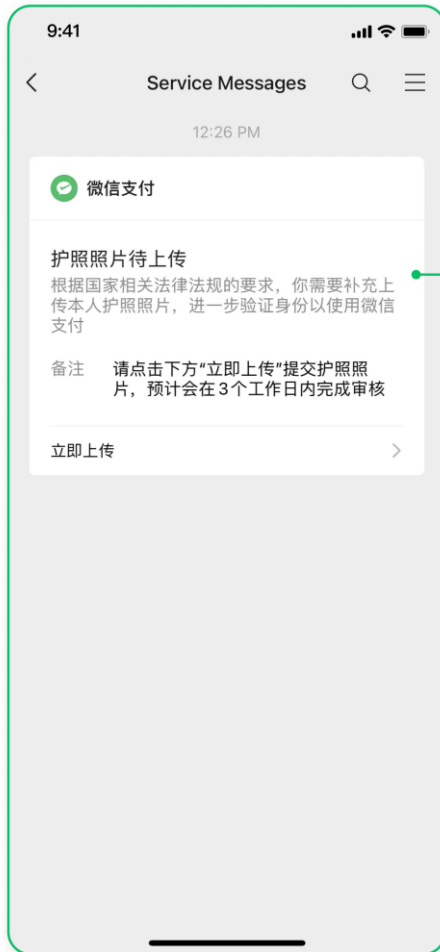 9:41
Service Messages
12:26 PM
微信支付
护照照片待上传
根据国家相关法律法规的要求，你需要补充上
传本人护照照片，进一步验证身份以使用微信
支付
备注 请点击下方“立即上传”提交护照照
片，预计会在3个工作日内完成审核
立即上传